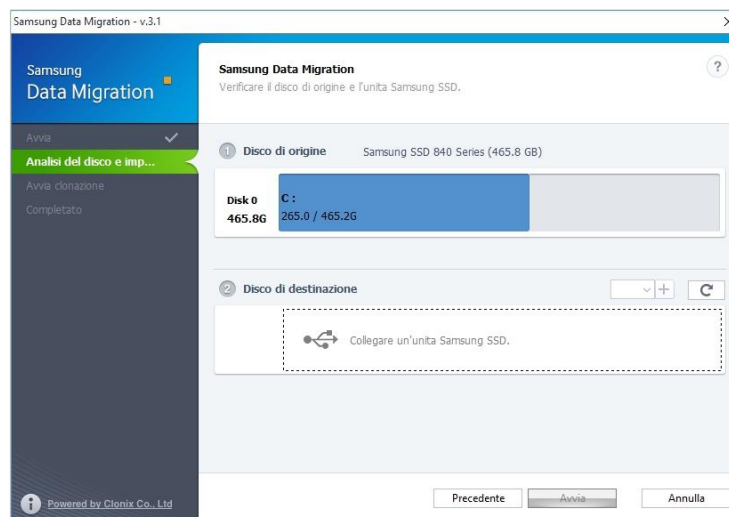 Samsung Data Migration - v.3.1
Samsung
Data Migration
Avvia
Analisi del disco e imp...
Avvia clonazione
Completato
Powered by Clonix Co., Ltd
Samsung Data Migration
?
Verificare il disco di origine e l'unita Samsung SSD.
1 Disco di origine Samsung SSD 840 Series (465.8 GB)
Disk 0
465.8G
C :
265.0 / 465.2G
2 Disco di destinazione
Collegare un'unita Samsung SSD.
Precedente Avvia Annulla